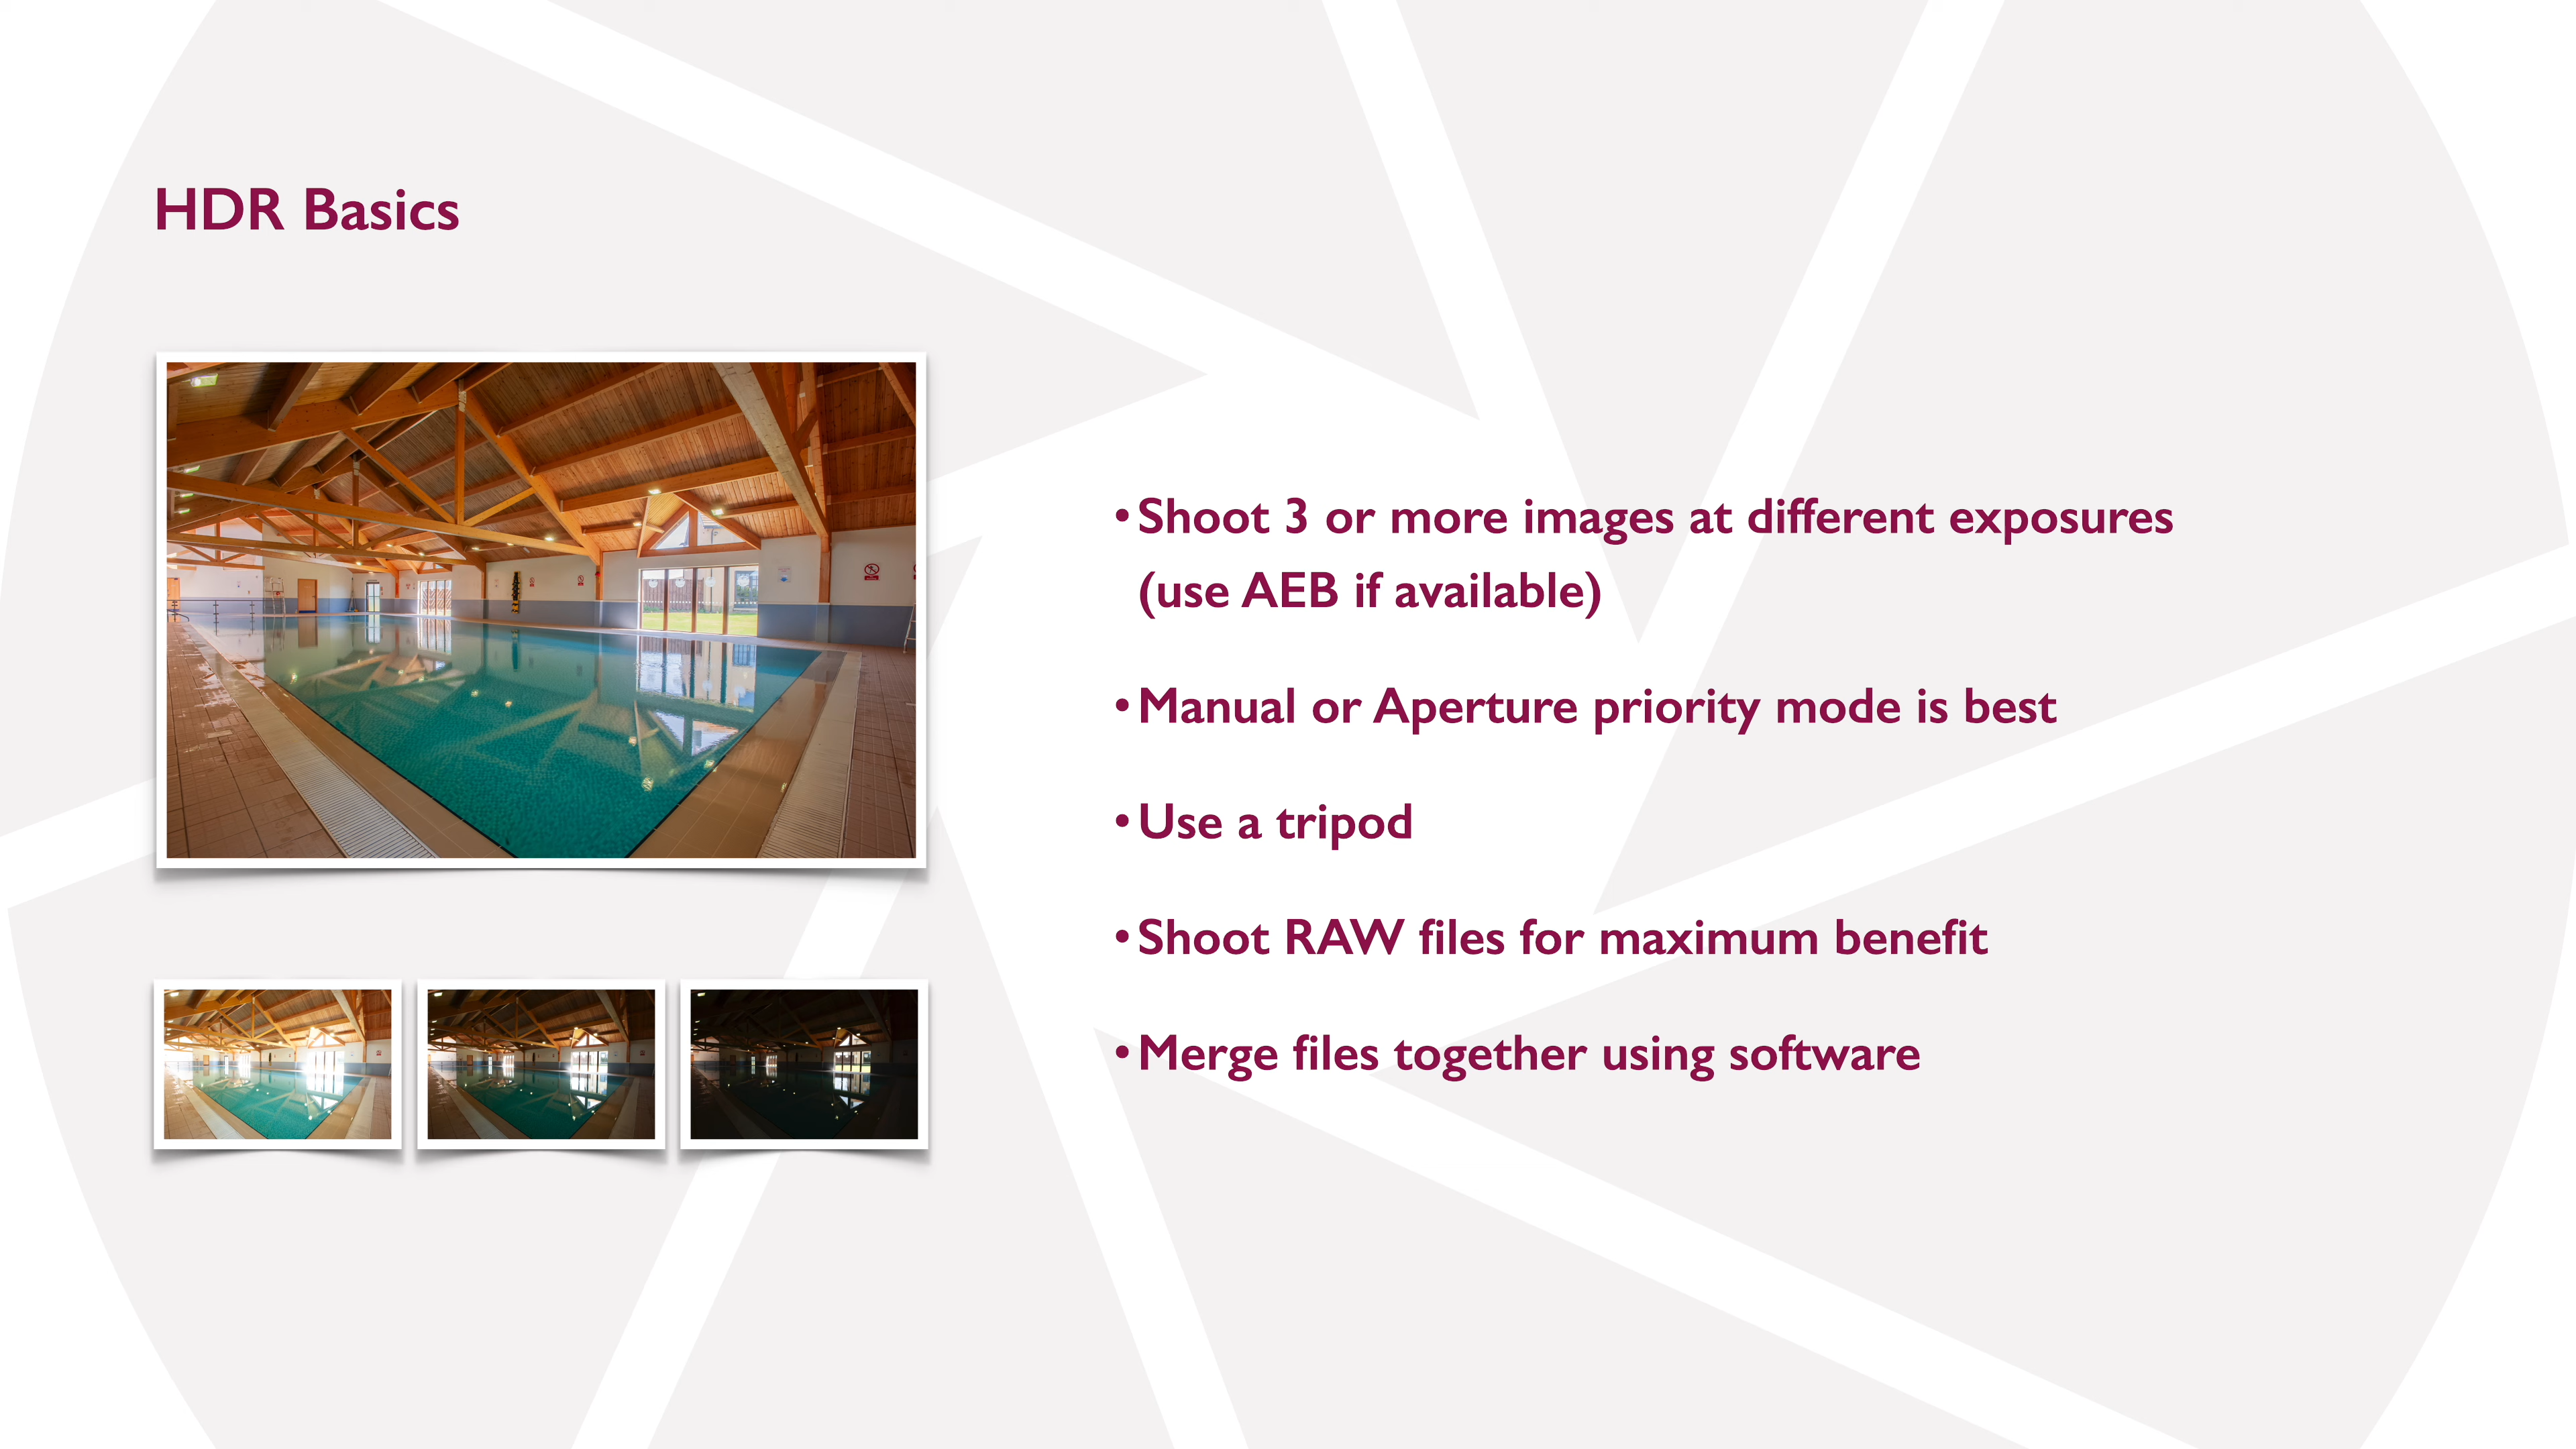 HDR Basics
•Shoot 3 or more images at different exposures
(use AEB if available)
•Manual or Aperture priority mode is best
•Use a tripod
•Shoot RAW files for maximum benefit
•Merge files together using software